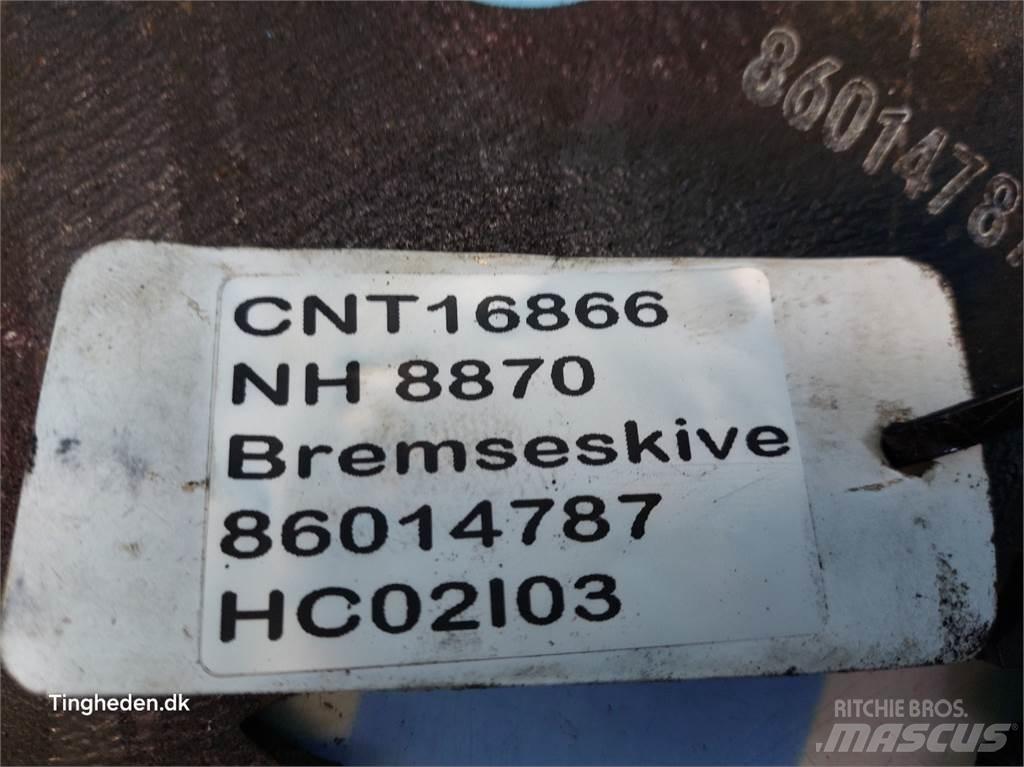 8601478
CNT16866
NH 8870
Bremseskive
86014787
HC02I03
Tingheden.dk
RITCHIE BROS.
MASCUS